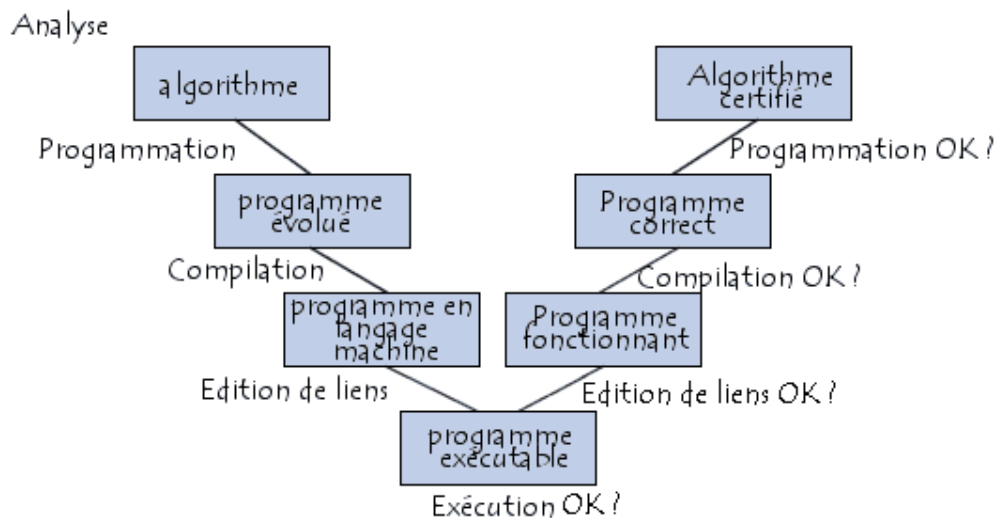 Analyse
algorithme
Algorithme
certifié
Programmation
Programmation OK ?
programme
évolué
Programme
correct
Compilation
Compilation OK ?
programme en
langage
machine
Programme
fonctionnant
Edition de liens
Edition de liens OK ?
programme
exécutable
Exécution OK ?